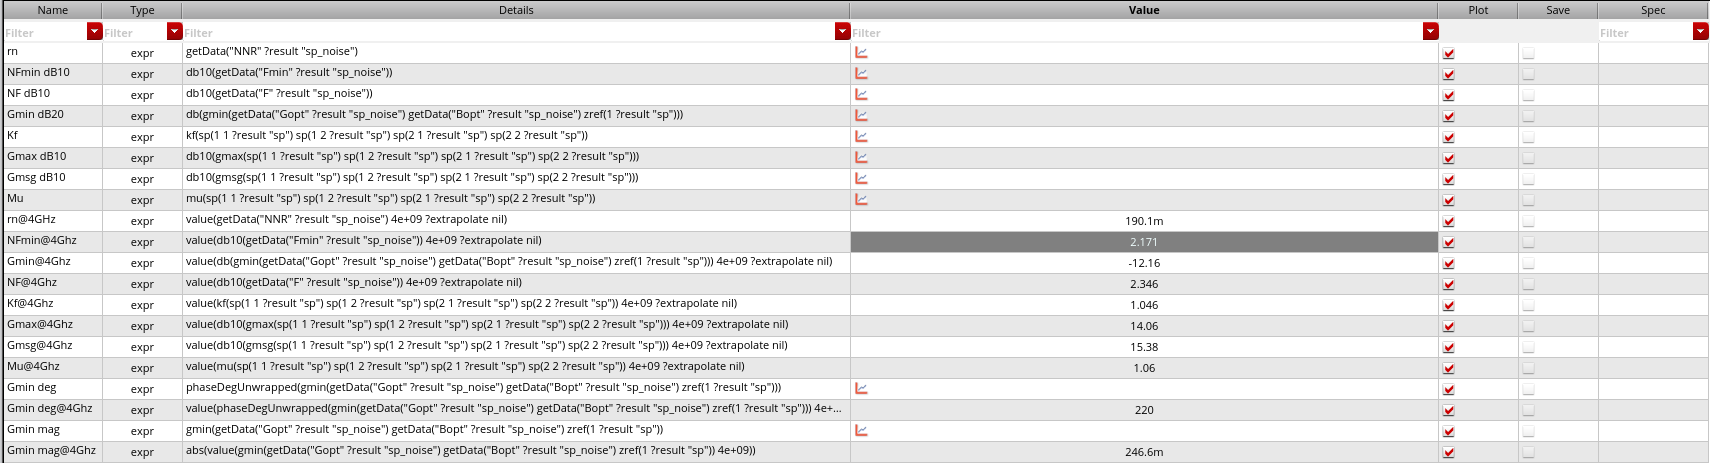 Name Type Details Value Plot Save Spec
Filter Filter Filter Filter Filter
rn expr getData("NNR" ?result "sp_noise")
NFmin dB10 expr db10(getData("Fmin" ?result "sp_noise"))
NF dB10 expr db10(getData("F" ?result "sp_noise"))
Gmin dB20 expr db(gmin(getData("Gopt" ?result "sp_noise") getData("Bopt" ?result "sp_noise") zref(1 ?result "sp")))
Kf expr kf(sp(1 1 ?result "sp") sp(1 2 ?result "sp") sp(2 1 ?result "sp") sp(2 2 ?result "sp"))
Gmax dB10 expr db10(gmax(sp(1 1 ?result "sp") sp(1 2 ?result "sp") sp(2 1 ?result "sp") sp(2 2 ?result "sp")))
Gmsg dB10 expr db10(gmsg(sp(1 1 ?result "sp") sp(1 2 ?result "sp") sp(2 1 ?result "sp") sp(2 2 ?result "sp")))
Mu expr mu(sp(1 1 ?result "sp") sp(1 2 ?result "sp") sp(2 1 ?result "sp") sp(2 2 ?result "sp"))
rn@4GHz expr value(getData("NNR" ?result "sp_noise") 4e+09 ?extrapolate nil) 190.1m
NFmin@4Ghz expr value(db10(getData("Fmin" ?result "sp_noise")) 4e+09 ?extrapolate nil) 2.171
Gmin@4Ghz expr value(db(gmin(getData("Gopt" ?result "sp_noise") getData("Bopt" ?result "sp_noise") zref(1 ?result "sp"))) 4e+09 ?extrapolate nil) -12.16
NF@4Ghz expr value(db10(getData("F" ?result "sp_noise")) 4e+09 ?extrapolate nil) 2.346
Kf@4Ghz expr value(kf(sp(1 1 ?result "sp") sp(1 2 ?result "sp") sp(2 1 ?result "sp") sp(2 2 ?result "sp")) 4e+09 ?extrapolate nil) 1.046
Gmax@4Ghz expr value(db10(gmax(sp(1 1 ?result "sp") sp(1 2 ?result "sp") sp(2 1 ?result "sp") sp(2 2 ?result "sp"))) 4e+09 ?extrapolate nil) 14.06
Gmsg@4Ghz expr value(db10(gmsg(sp(1 1 ?result "sp") sp(1 2 ?result "sp") sp(2 1 ?result "sp") sp(2 2 ?result "sp"))) 4e+09 ?extrapolate nil) 15.38
Mu@4Ghz expr value(mu(sp(1 1 ?result "sp") sp(1 2 ?result "sp") sp(2 1 ?result "sp") sp(2 2 ?result "sp")) 4e+09 ?extrapolate nil) 1.06
Gmin deg expr phaseDegUnwrapped(gmin(getData("Gopt" ?result "sp_noise") getData("Bopt" ?result "sp_noise") zref(1 ?result "sp")))
Gmin deg@4Ghz expr value(phaseDegUnwrapped(gmin(getData("Gopt" ?result "sp_noise") getData("Bopt" ?result "sp_noise") zref(1 ?result "sp"))) 4e+... 220
Gmin mag expr gmin(getData("Gopt" ?result "sp_noise") getData("Bopt" ?result "sp_noise") zref(1 ?result "sp"))
Gmin mag@4Ghz expr abs(value(gmin(getData("Gopt" ?result "sp_noise") getData("Bopt" ?result "sp_noise") zref(1 ?result "sp")) 4e+09)) 246.6m